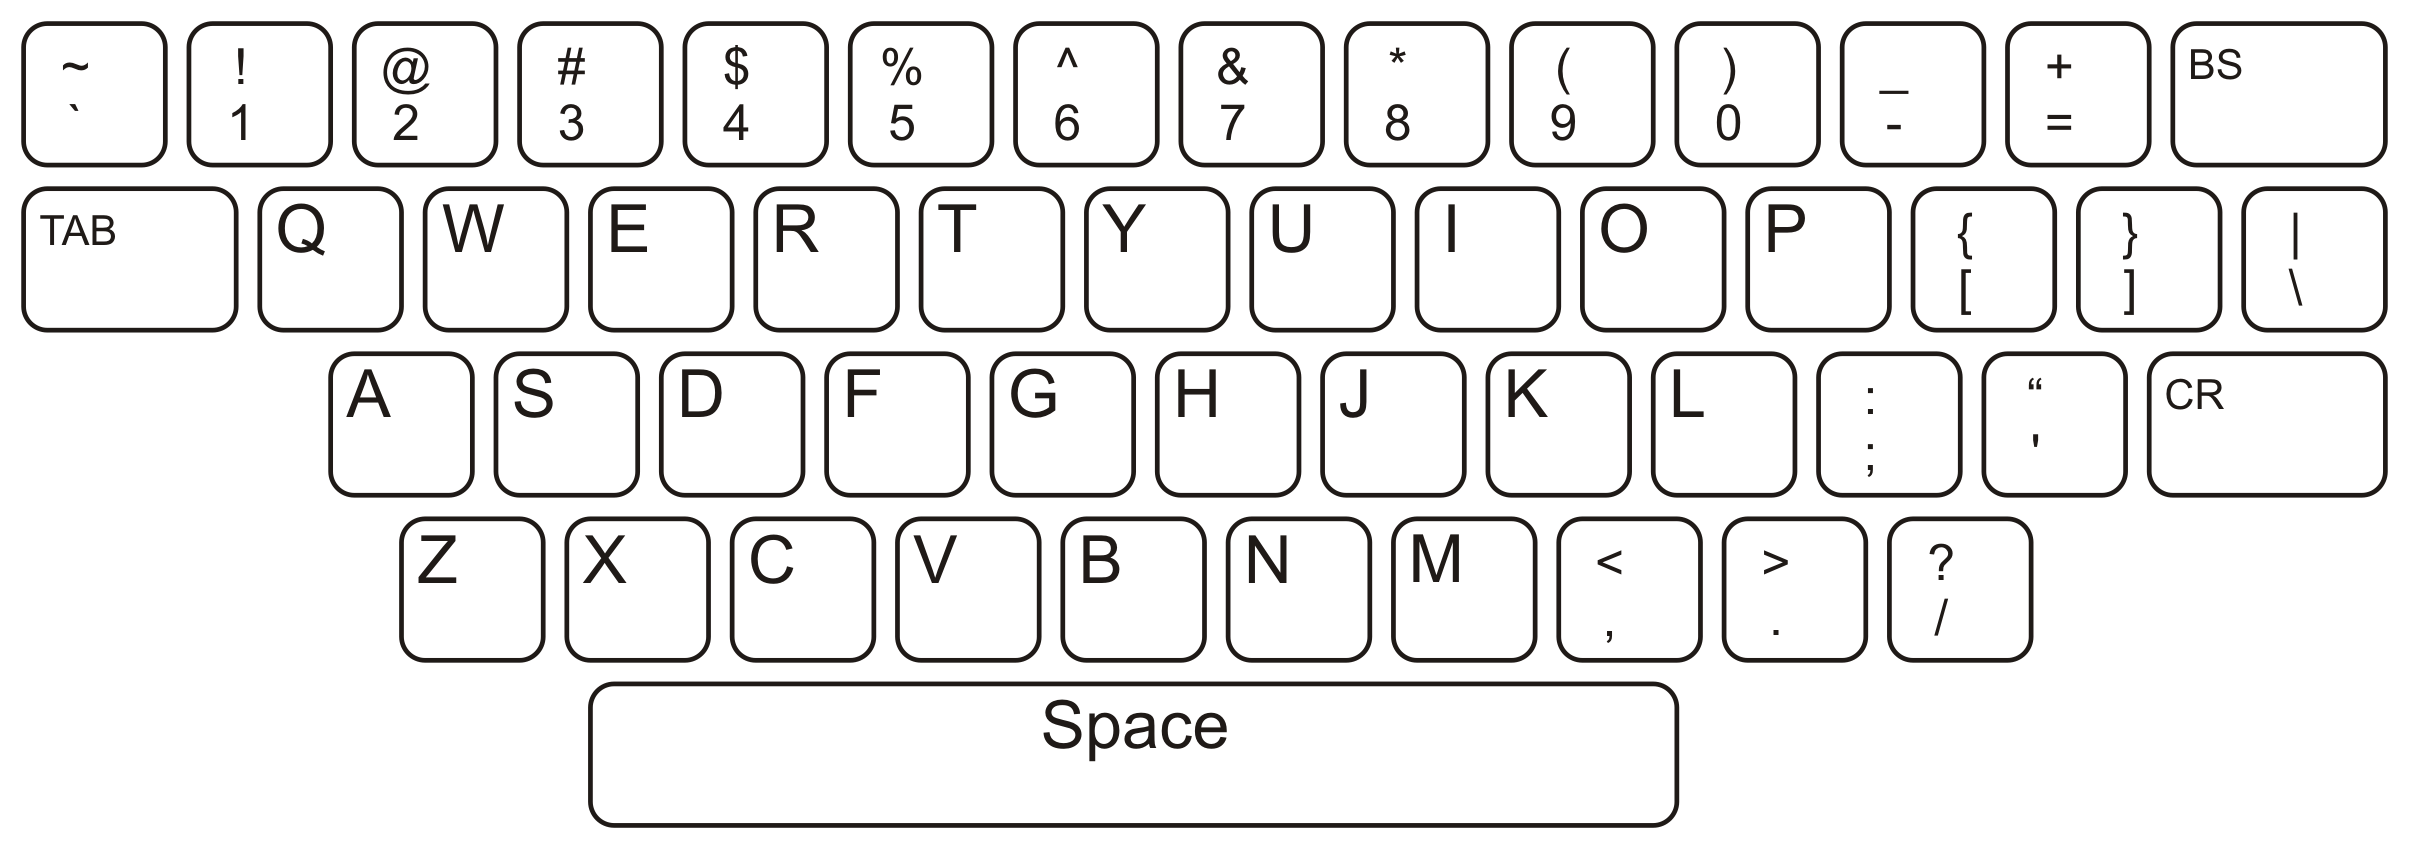 ~ ! @ # $ % ^ & * ( ) _ + BS
` 1 2 3 4 5 6 7 8 9 0 - =
TAB Q W E R T Y U I O P { } |
[ ] \
A S D F G H J K L : “ CR
; '
Z X C V B N M < > ?
, . /
Space